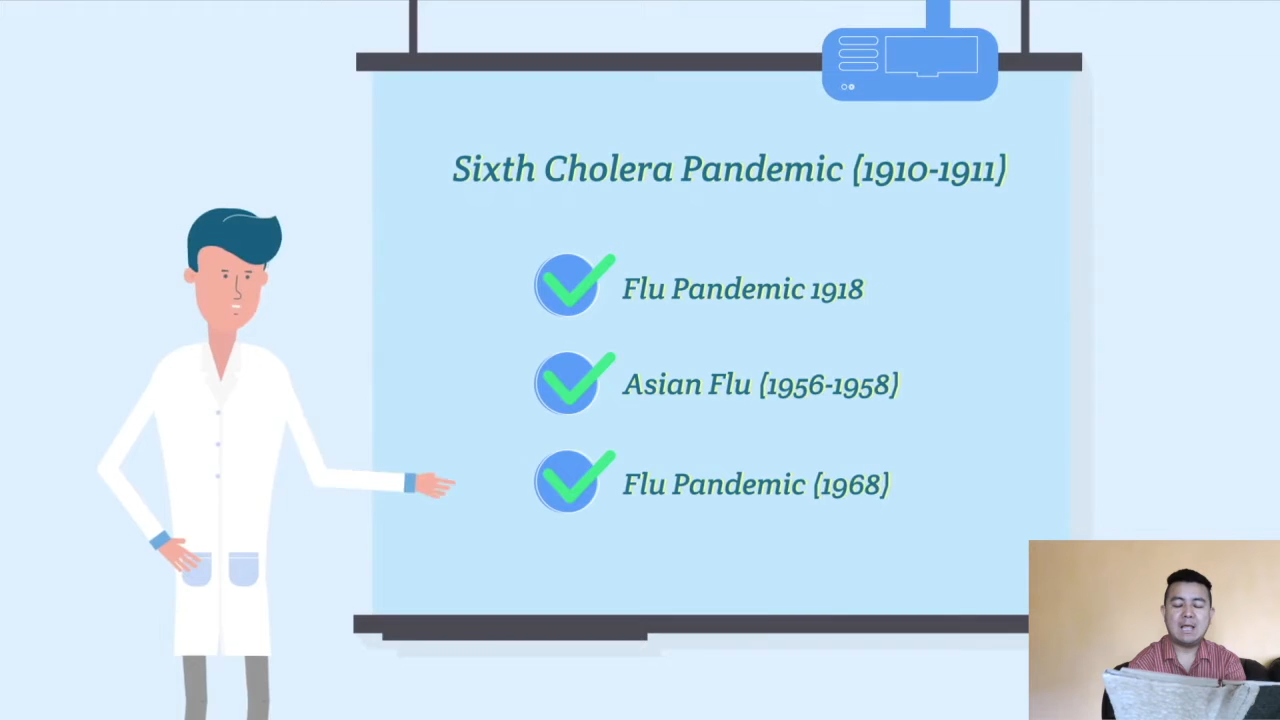 Sixth Cholera Pandemic (1910-1911)
Flu Pandemic 1918
Asian Flu (1956-1958)
Flu Pandemic (1968)